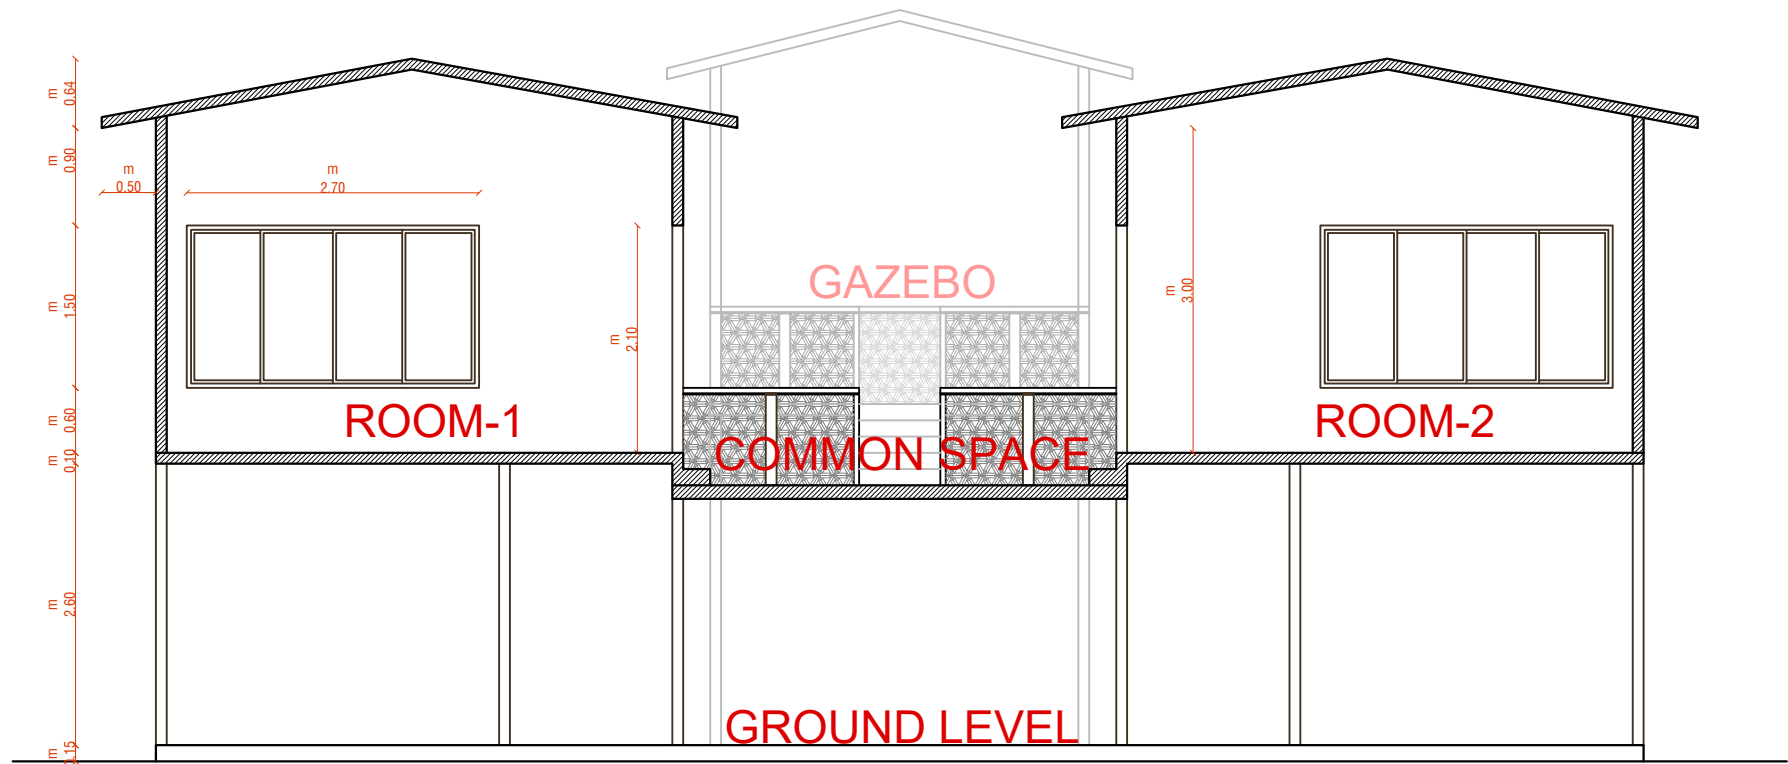 m
0.64
m
0.90
m
0.50
m
2.70
m
1.50
m
2.10
m
3.00
GAZEBO
m
0.60
ROOM-1
ROOM-2
m
0.10
COMMON SPACE
m
2.60
GROUND LEVEL
m
0.15